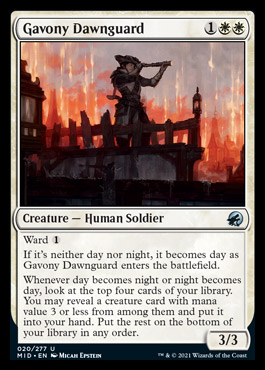 Gavony Dawnguard 1
Creature — Human Soldier
Ward 1
If it's neither day nor night, it becomes day as
Gavony Dawnguard enters the battlefield.
Whenever day becomes night or night becomes
day, look at the top four cards of your library.
You may reveal a creature card with mana
value 3 or less from among them and put it
into your hand. Put the rest on the bottom of
your library in any order.
3/3
020/277 U
MID • EN Micah Epstein ™ & © 2021 Wizards of the Coast